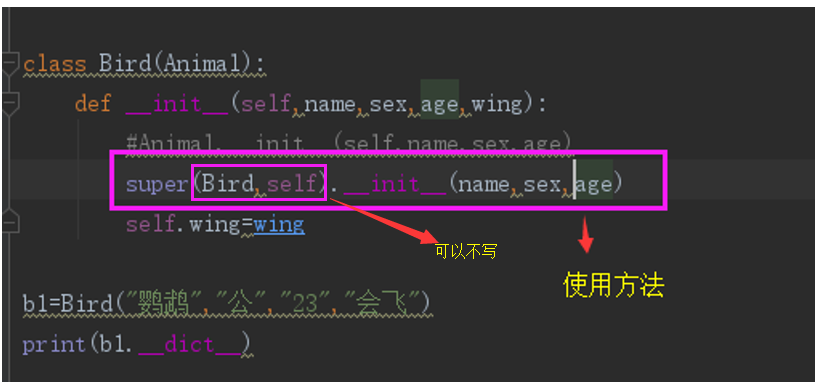 class Bird(Animal):
def __init__(self,name,sex,age,wing):
#Animal.__init__(self,name,sex,age)
super(Bird,self).__init__(name,sex,age)
self.wing=wing
可以不写
使用方法
b1=Bird("鹦鹉","公","23","会飞")
print(b1.__dict__)